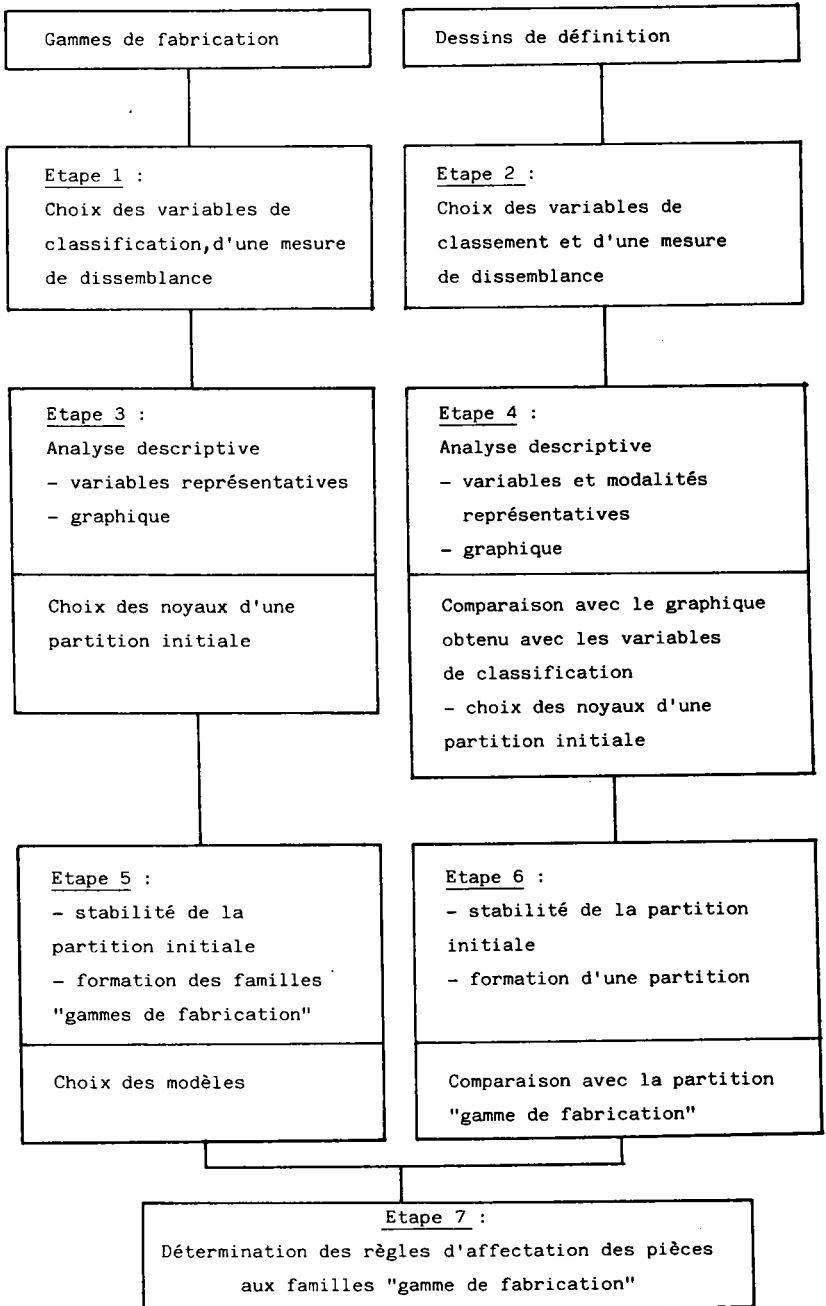 Gammes de fabrication
Dessins de définition
Etape 1 :
Choix des variables de
classification,d'une mesure
de dissemblance
Etape 2 :
Choix des variables de
classement et d'une mesure
de dissemblance
Etape 3 :
Analyse descriptive
- variables représentatives
- graphique
Choix des noyaux d'une
partition initiale
Etape 4 :
Analyse descriptive
- variables et modalités
représentatives
- graphique
Comparaison avec le graphique
obtenu avec les variables
de classification
- choix des noyaux d'une
partition initiale
Etape 5 :
- stabilité de la
partition initiale
- formation des familles
"gammes de fabrication"
Choix des modèles
Etape 6 :
- stabilité de la partition
initiale
- formation d'une partition
Comparaison avec la partition
"gamme de fabrication"
Etape 7 :
Détermination des règles d'affectation des pièces
aux familles "gamme de fabrication"